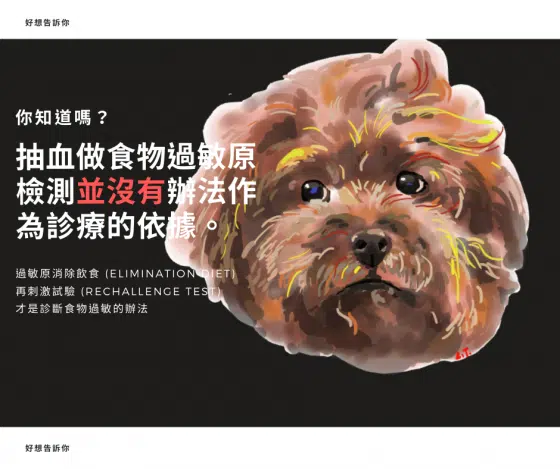 好想告訴你
你知道嗎？
抽血做食物過敏原
檢測並沒有辦法作
為診療的依據。
過敏原消除飲食 (ELIMINATION DIET)
再刺激試驗 (RECHALLENGE TEST)
才是診斷食物過敏的辦法
好想告訴你